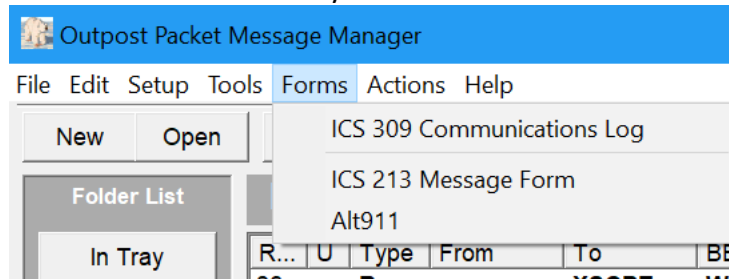 Outpost Packet Message Manager
File Edit Setup Tools Forms Actions Help
New Open
ICS 309 Communications Log
ICS 213 Message Form
Alt911
Folder List
In Tray
R... U Type From To